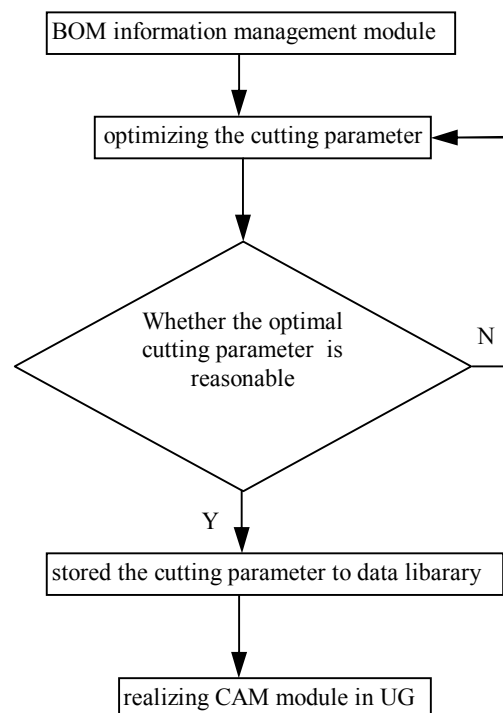 BOM information management module
optimizing the cutting parameter
Whether the optimal
cutting parameter is
reasonable
N
Y
stored the cutting parameter to data libarary
realizing CAM module in UG